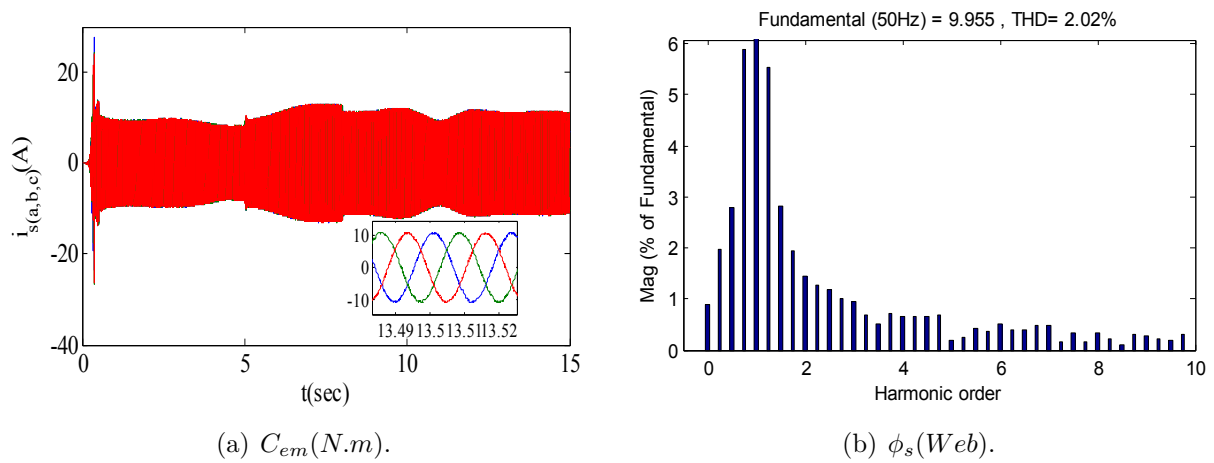 20
0
-20
-40
i_s(a,b,c)(A)
0 5 10 15
t(sec)
10
0
-10
13.49 13.5 13.51 13.52
(a) C_em(N.m).
Fundamental (50Hz) = 9.955 , THD= 2.02%
6
5
4
3
2
1
0
Mag (% of Fundamental)
0 2 4 6 8 10
Harmonic order
(b) ϕ_s(Web).